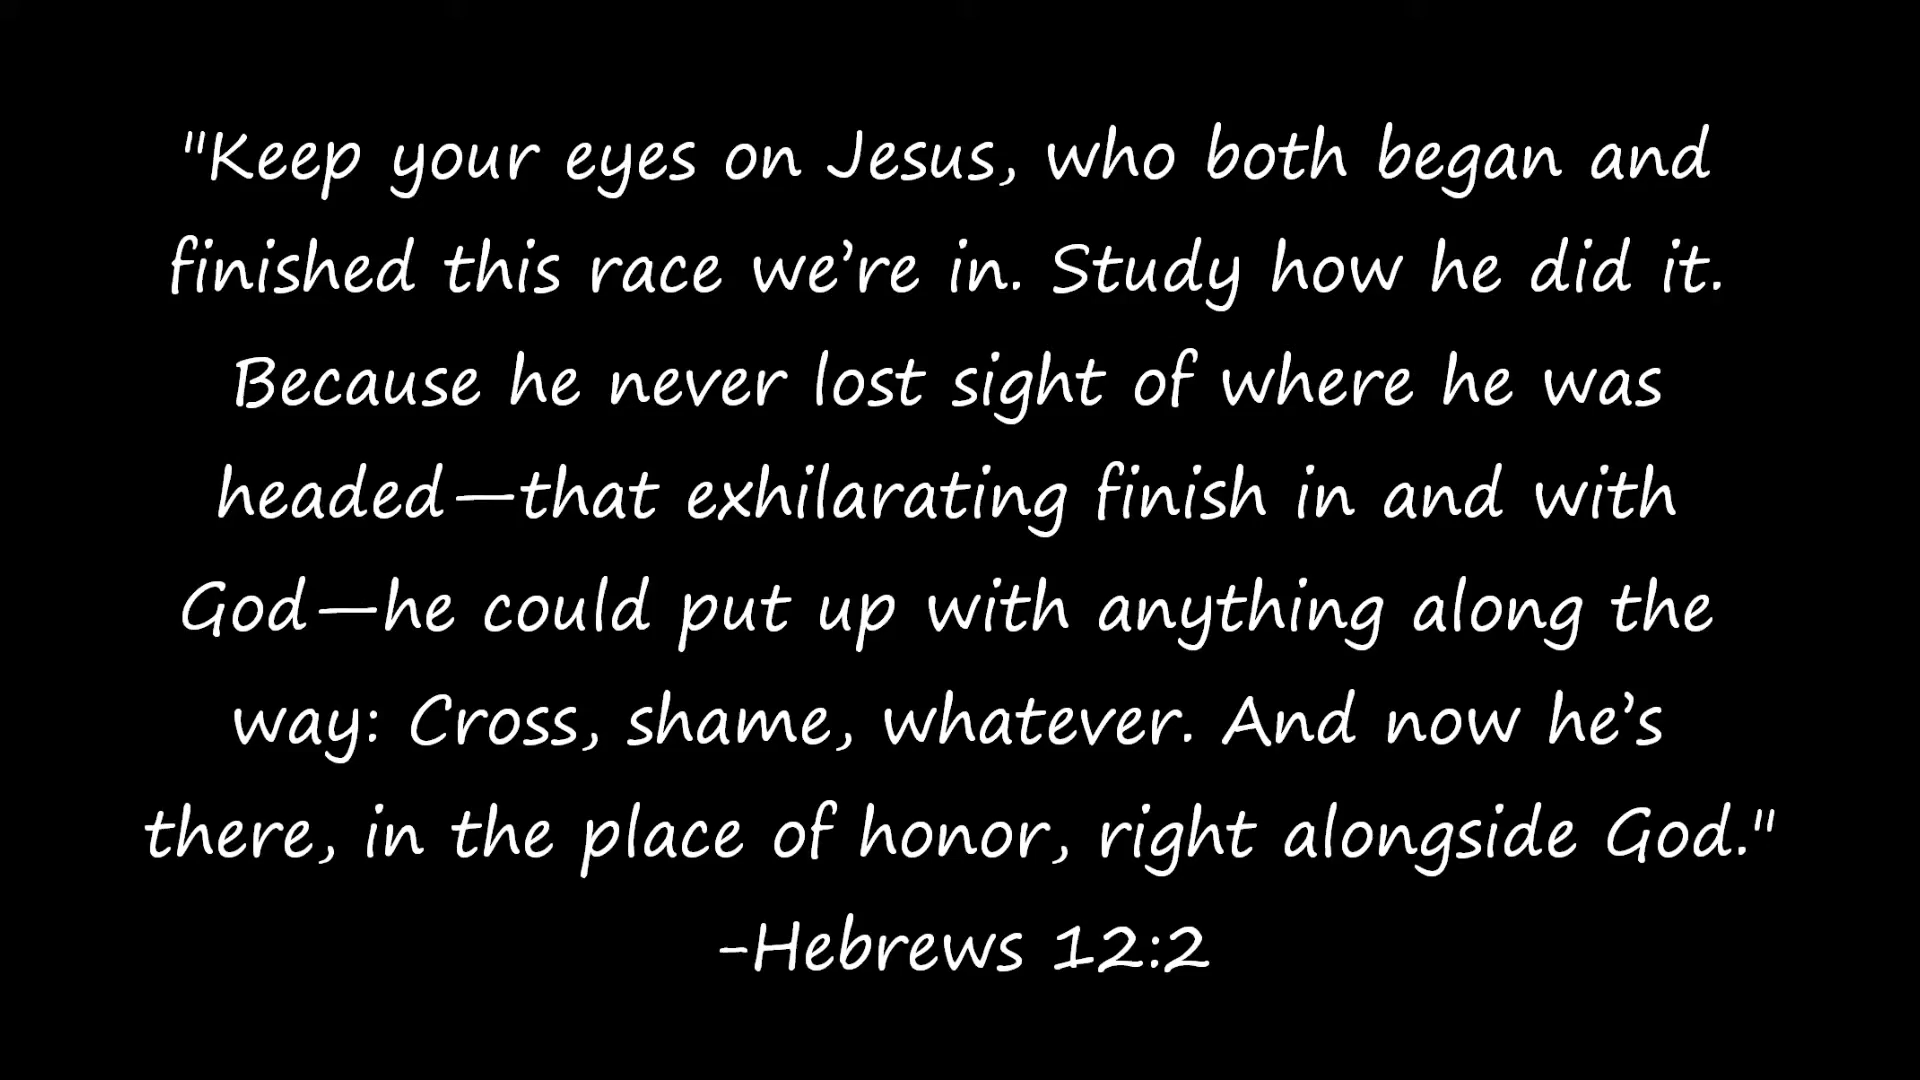 "Keep your eyes on Jesus, who both began and
finished this race we’re in. Study how he did it.
Because he never lost sight of where he was
headed—that exhilarating finish in and with
God—he could put up with anything along the
way: Cross, shame, whatever. And now he’s
there, in the place of honor, right alongside God."
-Hebrews 12:2